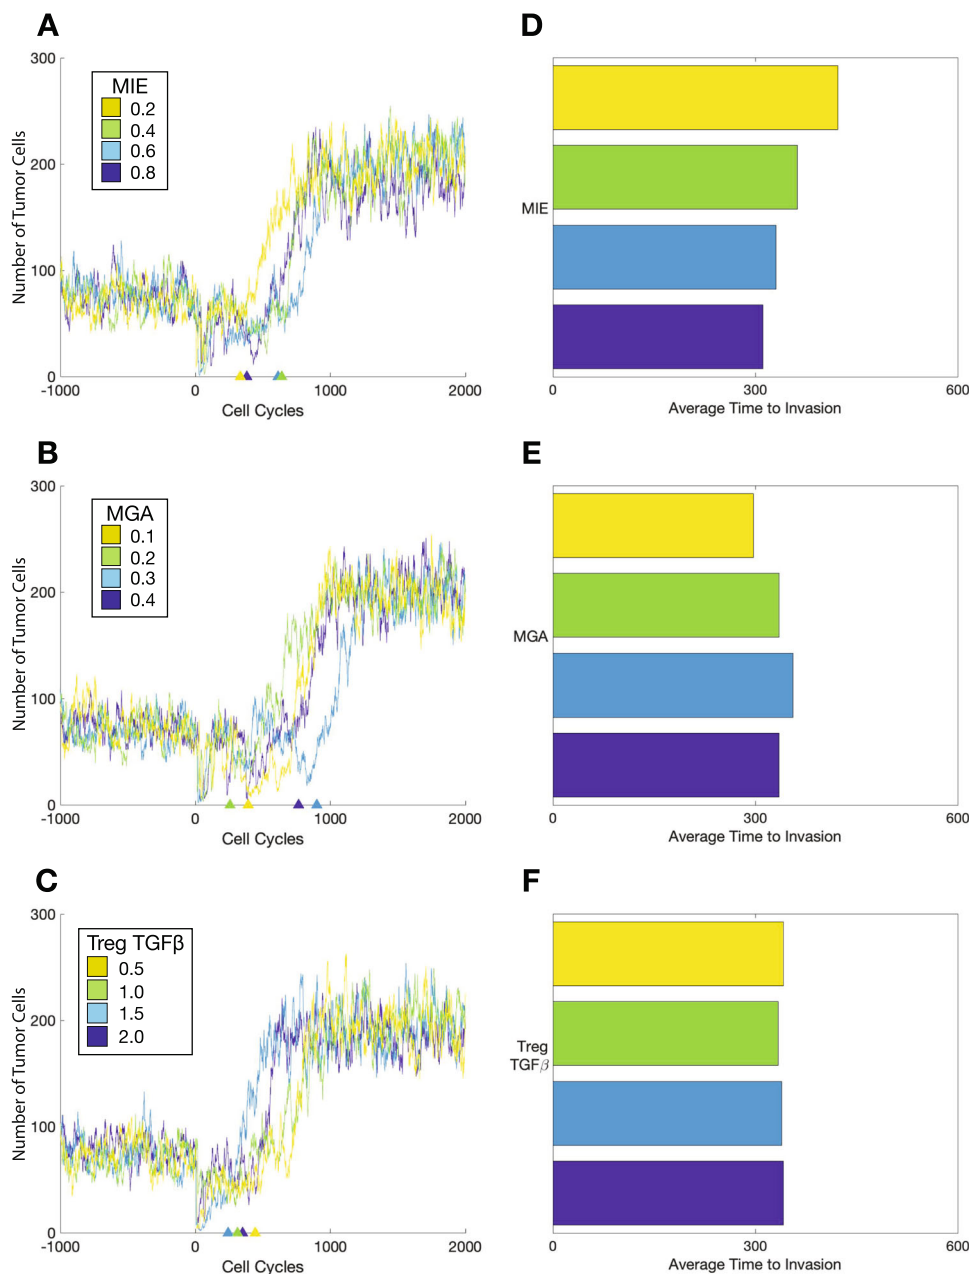 A
Number of Tumor Cells
300
200
100
0
MIE
0.2
0.4
0.6
0.8
-1000
0
1000
2000
Cell Cycles
D
MIE
0
300
600
Average Time to Invasion
B
Number of Tumor Cells
300
200
100
0
MGA
0.1
0.2
0.3
0.4
-1000
0
1000
2000
Cell Cycles
E
MGA
0
300
600
Average Time to Invasion
C
Number of Tumor Cells
300
200
100
0
Treg TGFβ
0.5
1.0
1.5
2.0
-1000
0
1000
2000
Cell Cycles
F
Treg
TGFβ
0
300
600
Average Time to Invasion